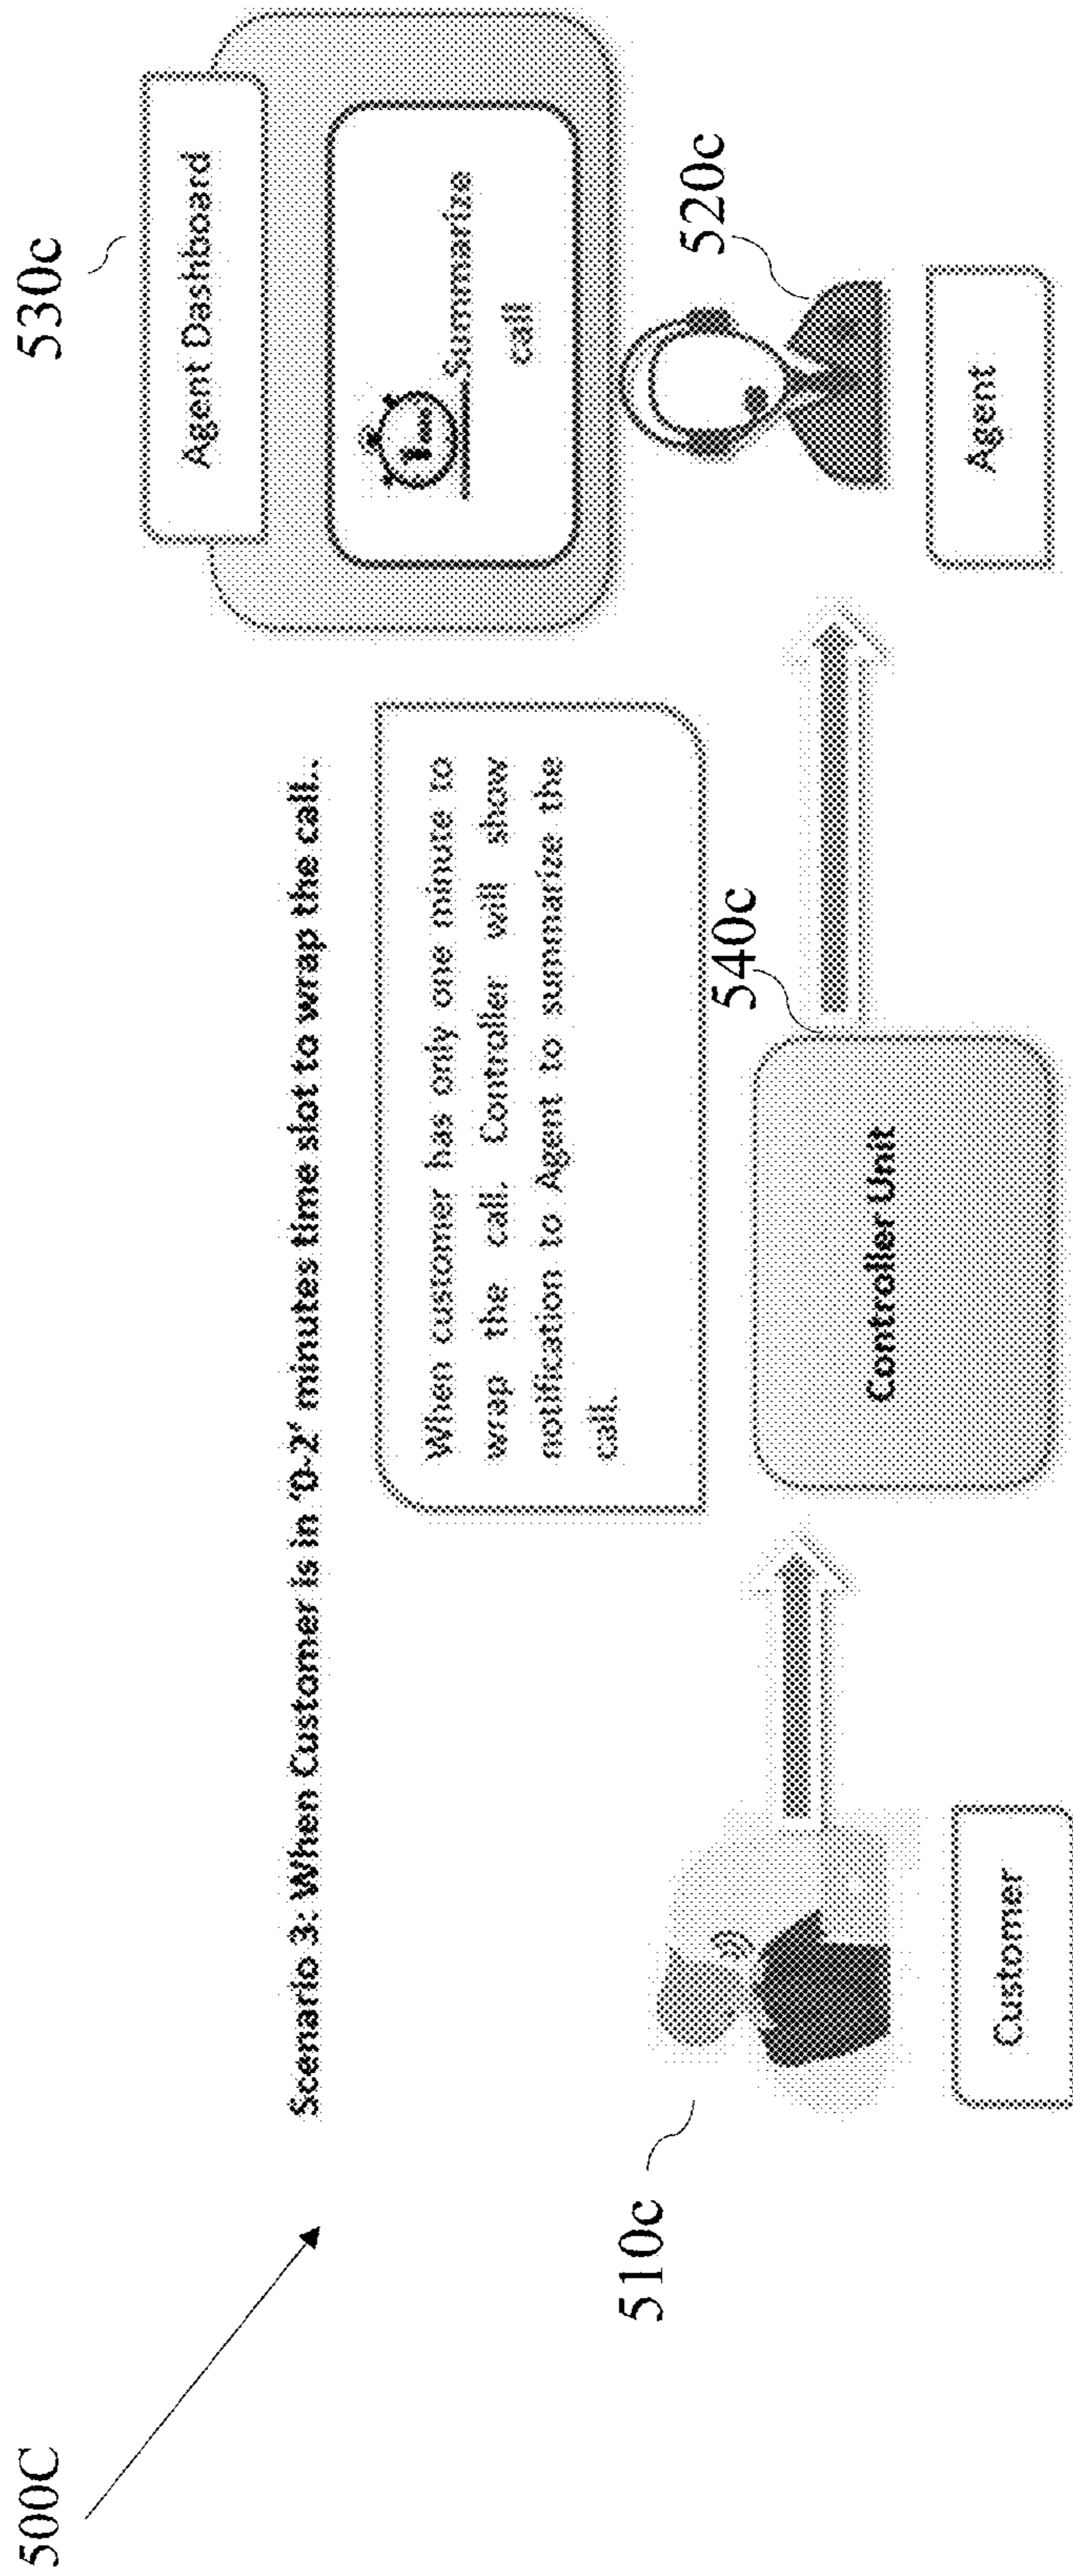 500C
Scenario 3: When Customer is in '0-2' minutes time slot to wrap the call..
530c
Agent Dashboard
Summarize
call
When customer has only one minute to
wrap the call, Controller will show
notification to Agent to summarize the
call.
510c
540c
520c
Controller Unit
Customer
Agent